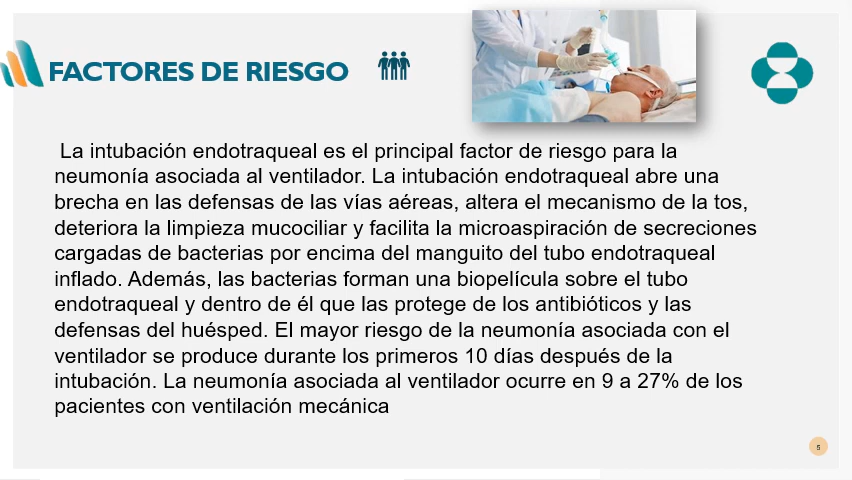 FACTORES DE RIESGO
La intubación endotraqueal es el principal factor de riesgo para la
neumonía asociada al ventilador. La intubación endotraqueal abre una
brecha en las defensas de las vías aéreas, altera el mecanismo de la tos,
deteriora la limpieza mucociliar y facilita la microaspiración de secreciones
cargadas de bacterias por encima del manguito del tubo endotraqueal
inflado. Además, las bacterias forman una biopelícula sobre el tubo
endotraqueal y dentro de él que las protege de los antibióticos y las
defensas del huésped. El mayor riesgo de la neumonía asociada con el
ventilador se produce durante los primeros 10 días después de la
intubación. La neumonía asociada al ventilador ocurre en 9 a 27% de los
pacientes con ventilación mecánica
5